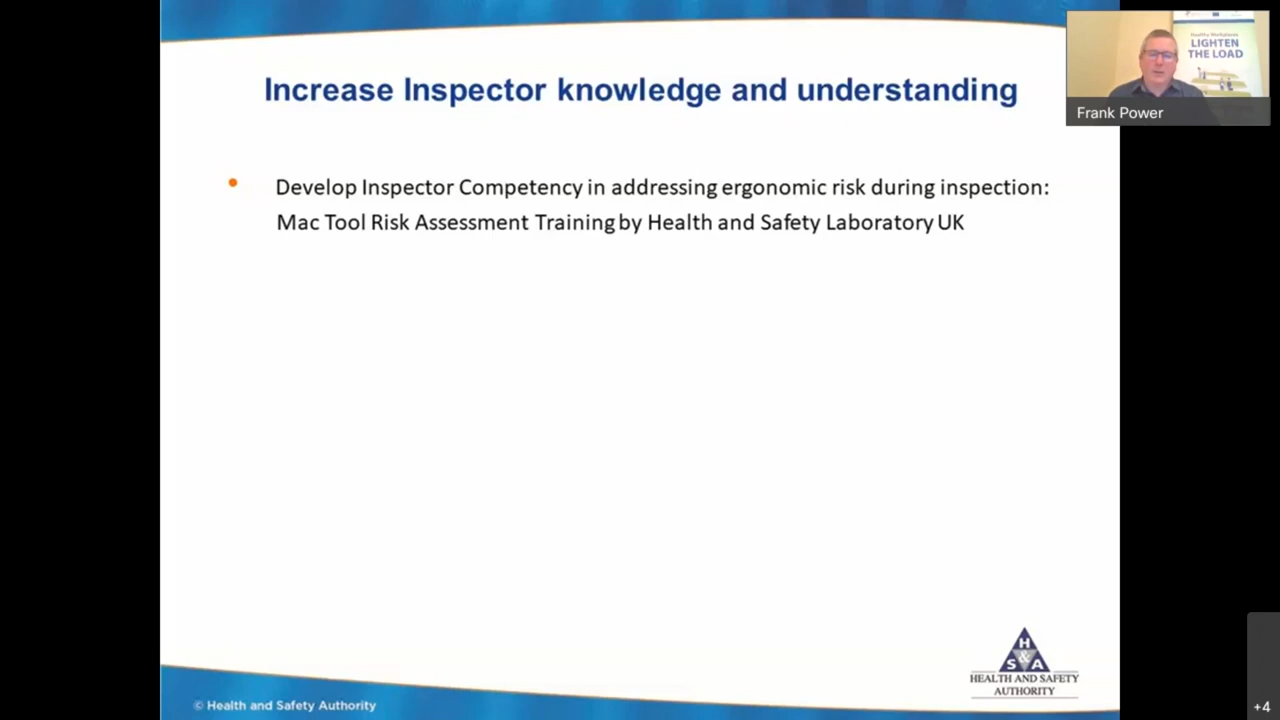 Increase Inspector knowledge and understanding
Healthy Workplaces
LIGHTEN
THE LOAD
Frank Power
• Develop Inspector Competency in addressing ergonomic risk during inspection:
Mac Tool Risk Assessment Training by Health and Safety Laboratory UK
H
&
S A
HEALTH AND SAFETY
AUTHORITY
© Health and Safety Authority
+4